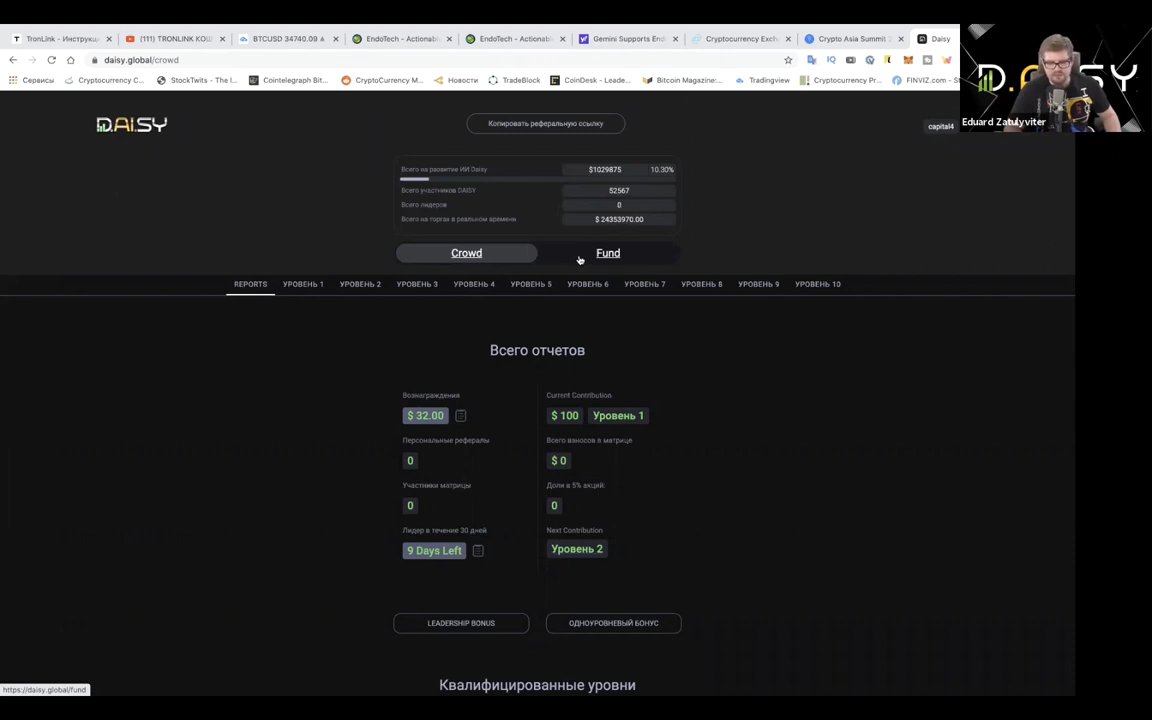 TronLink - Инструкц
(111) TRONLINK КОШ
BTCUSD 34740.09
EndoTech - Actionabl
EndoTech - Actionabl
Gemini Supports End
Cryptocurrency Exch
Crypto Asia Summit
Daisy
daisy.global/crowd
Сервисы
Cryptocurrency C...
StockTwits - The l...
Cointelegraph Bit...
CryptoCurrency M...
Новости
TradeBlock
CoinDesk - Leade...
Bitcoin Magazine:...
Tradingview
Cryptocurrency Pr...
FINVIZ.com - S
Eduard Zatulyviter
D.AI.SY
Копировать реферальную ссылку
capital4
Всего на развитие ИИ Daisy $1029875 10.30%
Всего участников DAISY 52567
Всего лидеров 0
Всего на торгах в реальном времени $ 24353970.00
Crowd Fund
REPORTS УРОВЕНЬ 1 УРОВЕНЬ 2 УРОВЕНЬ 3 УРОВЕНЬ 4 УРОВЕНЬ 5 УРОВЕНЬ 6 УРОВЕНЬ 7 УРОВЕНЬ 8 УРОВЕНЬ 9 УРОВЕНЬ 10
Всего отчетов
Вознаграждения
$ 32.00
Current Contribution
$ 100 Уровень 1
Персональные рефералы
0
Всего взносов в матрице
$ 0
Участники матрицы
0
Доли в 5% акций:
0
Лидер в течение 30 дней
9 Days Left
Next Contribution
Уровень 2
LEADERSHIP BONUS
ОДНОУРОВНЕВЫЙ БОНУС
Квалифицированные уровни
https://daisy.global/fund